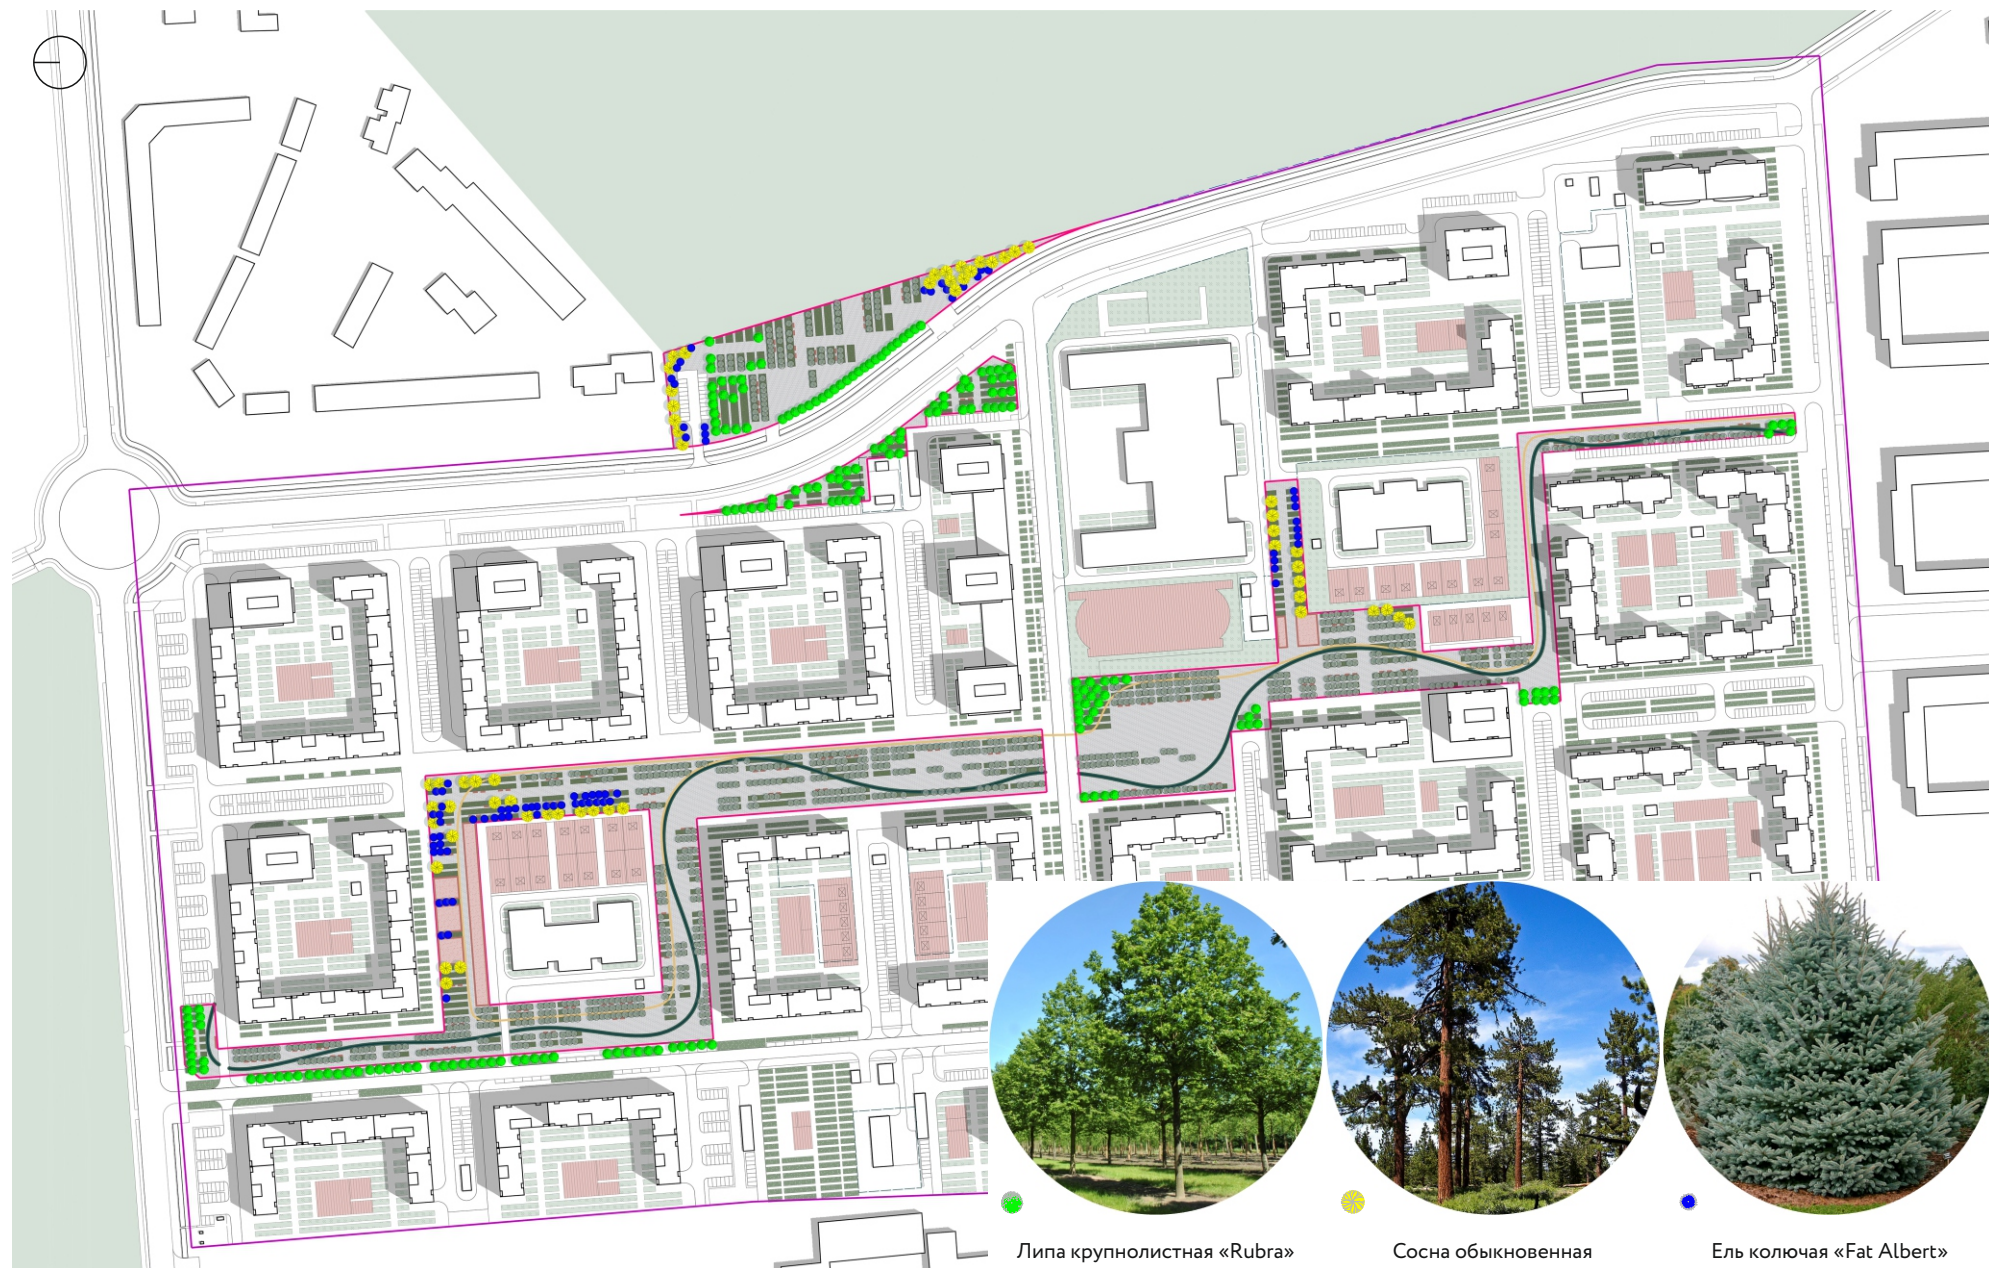 Липа крупнолистная «Rubra»
Сосна обыкновенная
Ель колючая «Fat Albert»